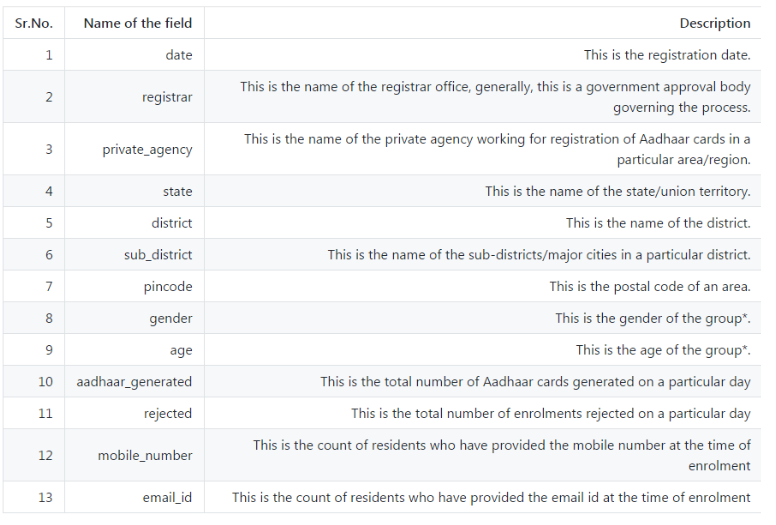 Sr.No. Name of the field Description
1 date This is the registration date.
2 registrar This is the name of the registrar office, generally, this is a government approval body
governing the process.
3 private_agency This is the name of the private agency working for registration of Aadhaar cards in a
particular area/region.
4 state This is the name of the state/union territory.
5 district This is the name of the district.
6 sub_district This is the name of the sub-districts/major cities in a particular district.
7 pincode This is the postal code of an area.
8 gender This is the gender of the group*.
9 age This is the age of the group*.
10 aadhaar_generated This is the total number of Aadhaar cards generated on a particular day
11 rejected This is the total number of enrolments rejected on a particular day
12 mobile_number This is the count of residents who have provided the mobile number at the time of
enrolment
13 email_id This is the count of residents who have provided the email id at the time of enrolment